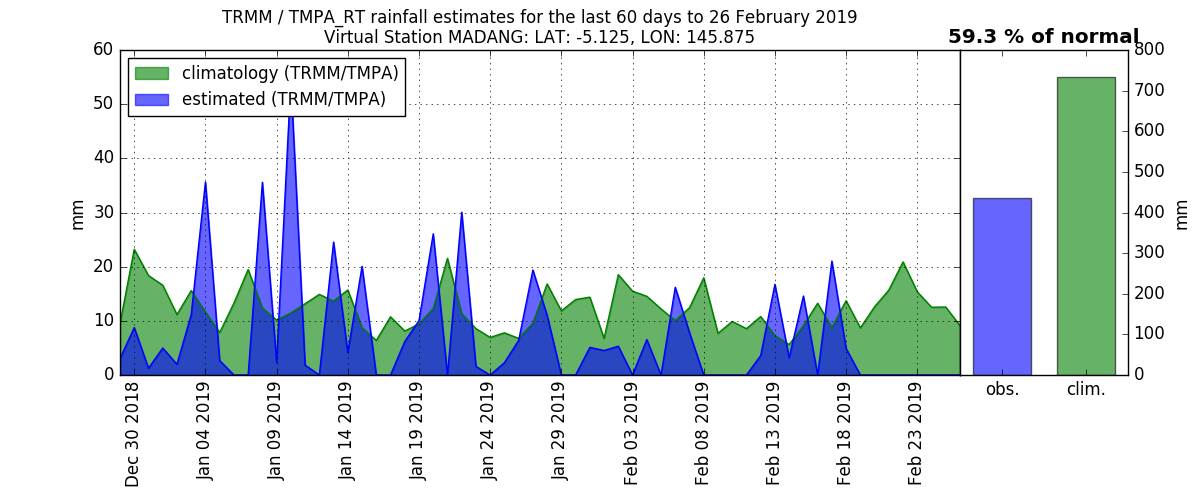 TRMM / TMPA_RT rainfall estimates for the last 60 days to 26 February 2019
Virtual Station MADANG: LAT: -5.125, LON: 145.875
59.3 % of normal
climatology (TRMM/TMPA)
estimated (TRMM/TMPA)
mm
60
50
40
30
20
10
0
Dec 30 2018
Jan 04 2019
Jan 09 2019
Jan 14 2019
Jan 19 2019
Jan 24 2019
Jan 29 2019
Feb 03 2019
Feb 08 2019
Feb 13 2019
Feb 18 2019
Feb 23 2019
obs.
clim.
800
700
600
500
400
300
200
100
0
mm